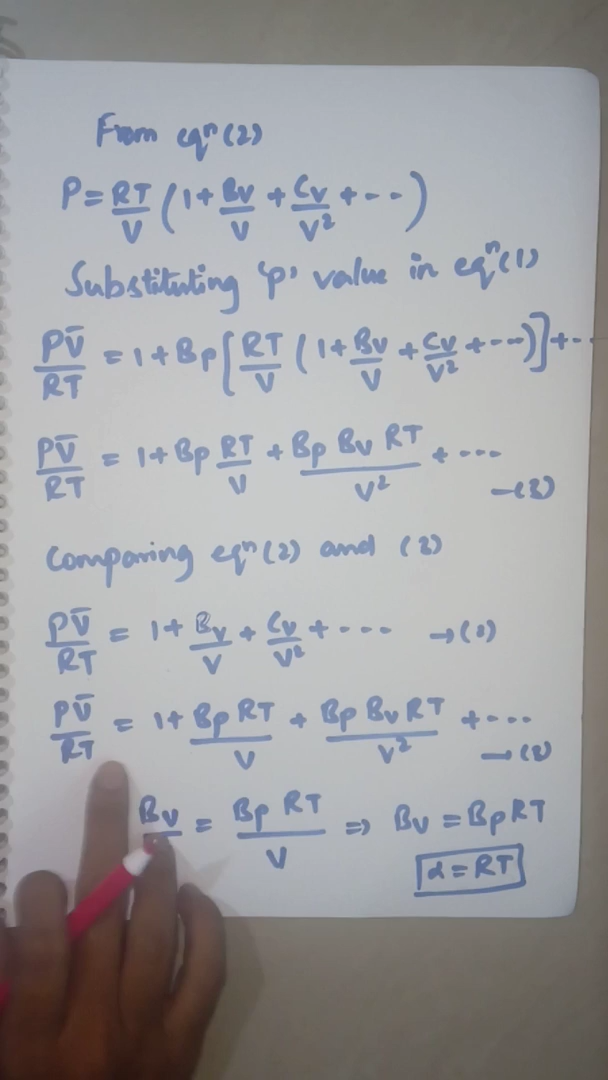 From eqⁿ(2)
P = RT/V (1 + Bv/V + Cv/V² + --)
Substituting 'p' value in eqⁿ(1)
PV̄/RT = 1 + Bp [RT/V (1 + Bv/V + Cv/V² + ---)] + --
PV̄/RT = 1 + Bp RT/V + Bp Bv RT/V² + ---- —(3)
Comparing eqⁿ(2) and (3)
PV̄/RT = 1 + Bv/V + Cv/V² + ---- →(2)
PV̄/RT = 1 + Bp RT/V + Bp Bv RT/V² + ---- —(3)
Bv = Bp RT/V ⇒ Bv = Bp RT
α = RT